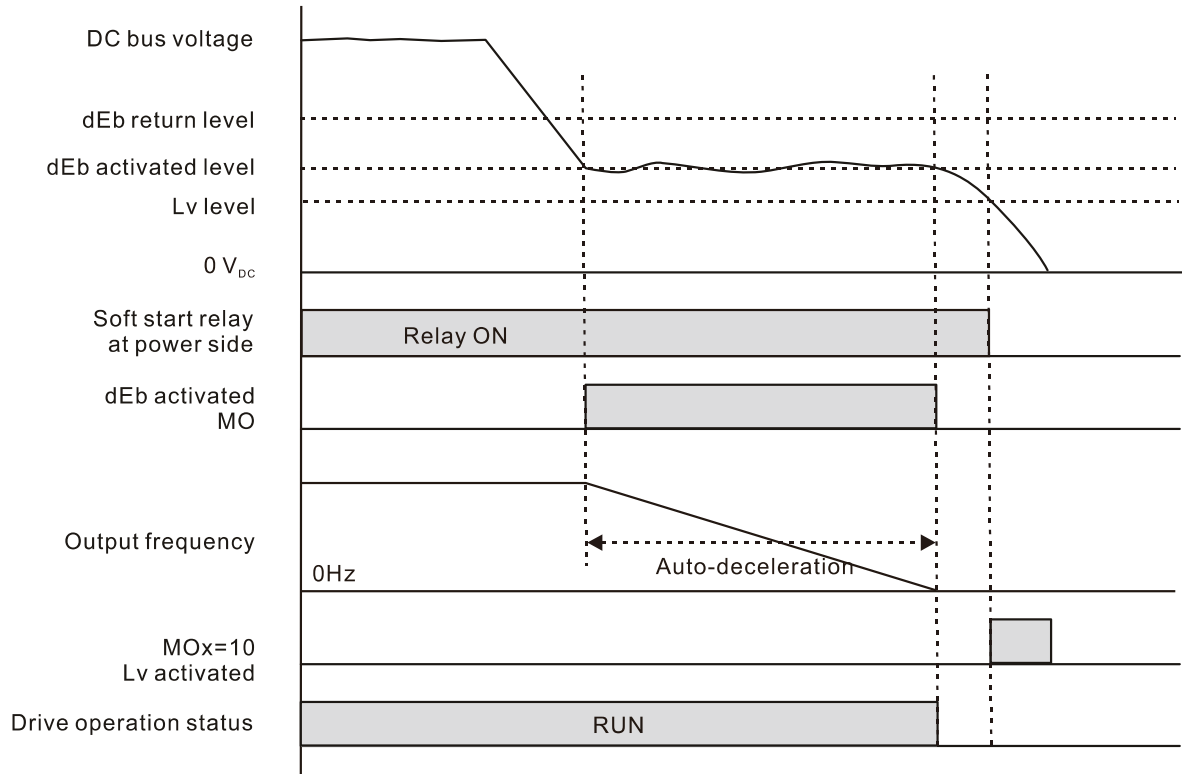 DC bus voltage
dEb return level
dEb activated level
Lv level
0 VDC
Soft start relay
at power side
Relay ON
dEb activated
MO
Output frequency
Auto-deceleration
0Hz
MOx=10
Lv activated
Drive operation status
RUN